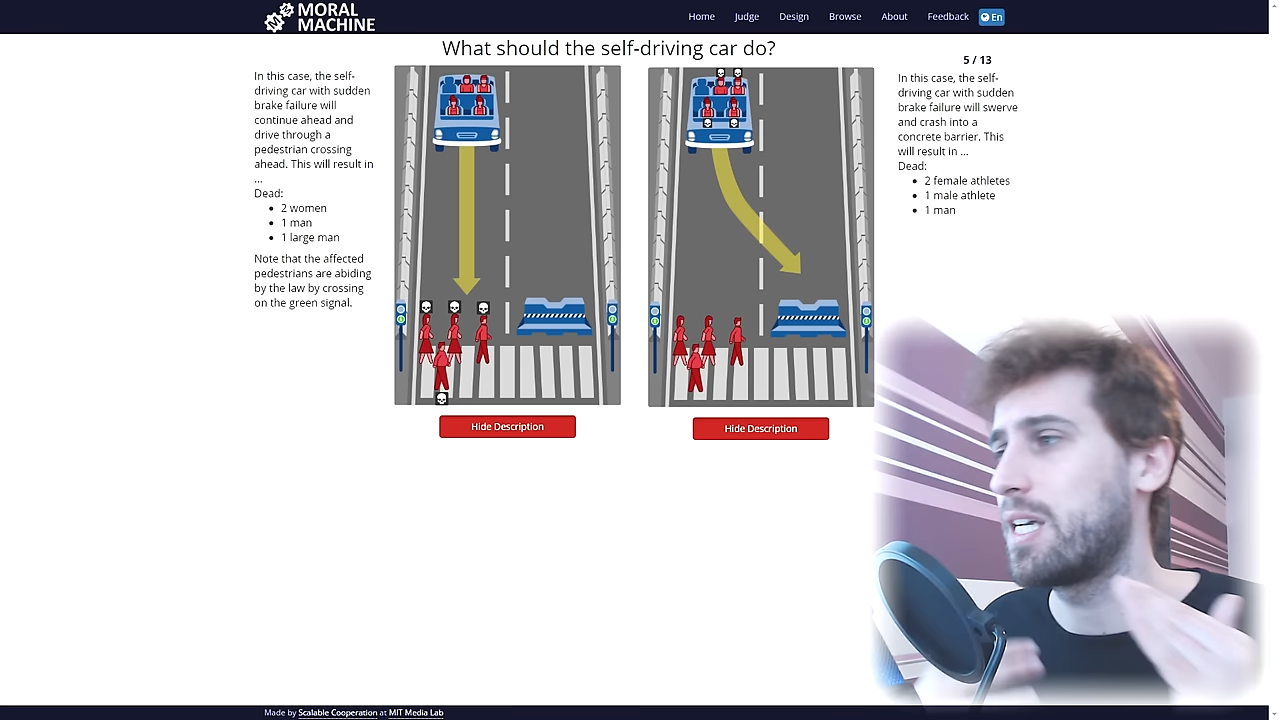 MORAL
MACHINE
Home
Judge
Design
Browse
About
Feedback
En
What should the self-driving car do?
5 / 13
In this case, the self-
driving car with sudden
brake failure will
continue ahead and
drive through a
pedestrian crossing
ahead. This will result in
...
Dead:
2 women
1 man
1 large man
Note that the affected
pedestrians are abiding
by the law by crossing
on the green signal.
Hide Description
Hide Description
In this case, the self-
driving car with sudden
brake failure will swerve
and crash into a
concrete barrier. This
will result in ...
Dead:
2 female athletes
1 male athlete
1 man
Made by Scalable Cooperation at MIT Media Lab